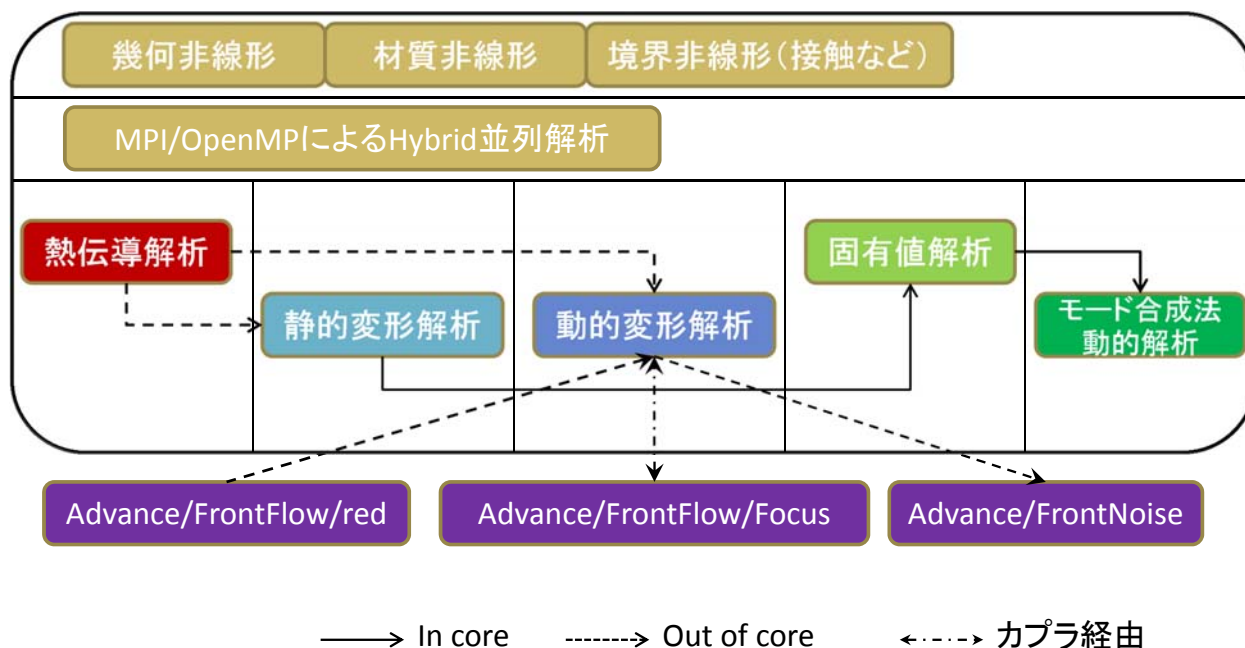 幾何非線形
材質非線形
境界非線形(接触など)
MPI/OpenMPによるHybrid並列解析
熱伝導解析
固有値解析
静的変形解析
動的変形解析
モード合成法
動的解析
Advance/FrontFlow/red
Advance/FrontFlow/Focus
Advance/FrontNoise
In core
Out of core
カプラ経由